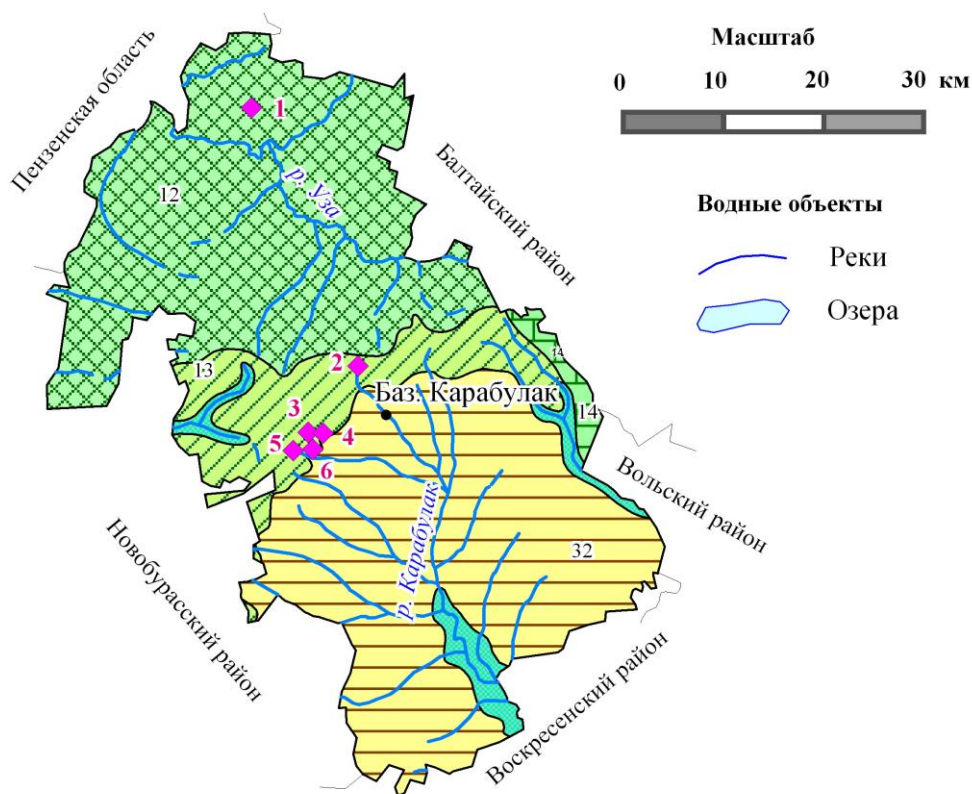 Масштаб
0 10 20 30 км
Пензенская область
1
Балтайский район
12
р. Уза
Водные объекты
Реки
Озера
13
2
14
Баз. Карабулак
14
3
4
5
6
Вольский район
Новобурасский район
р. Карабулак
32
Воскресенский район